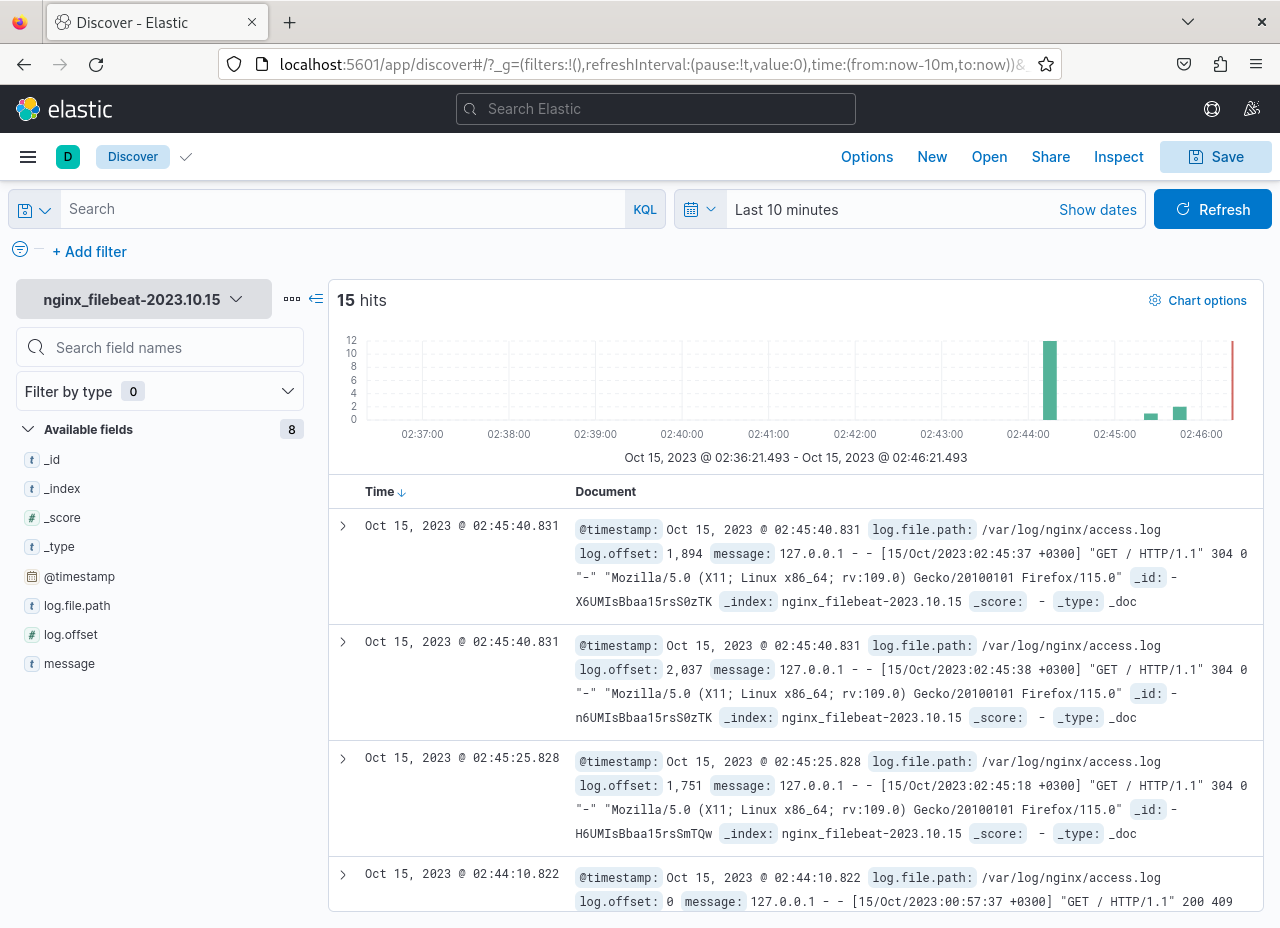 Discover - Elastic
localhost:5601/app/discover#/?_g=(filters:!(),refreshInterval:(pause:!t,value:0),time:(from:now-10m,to:now))&_
elastic
Search Elastic
D Discover Options New Open Share Inspect Save
Search KQL Last 10 minutes Show dates Refresh
+ Add filter
nginx_filebeat-2023.10.15
Search field names
Filter by type 0
Available fields 8
t _id
t _index
# _score
t _type
@timestamp
t log.file.path
# log.offset
t message
15 hits Chart options
12
10
8
6
4
2
0
02:37:00 02:38:00 02:39:00 02:40:00 02:41:00 02:42:00 02:43:00 02:44:00 02:45:00 02:46:00
Oct 15, 2023 @ 02:36:21.493 - Oct 15, 2023 @ 02:46:21.493
Time Document
Oct 15, 2023 @ 02:45:40.831 @timestamp: Oct 15, 2023 @ 02:45:40.831 log.file.path: /var/log/nginx/access.log
log.offset: 1,894 message: 127.0.0.1 - - [15/Oct/2023:02:45:37 +0300] "GET / HTTP/1.1" 304 0
"-" "Mozilla/5.0 (X11; Linux x86_64; rv:109.0) Gecko/20100101 Firefox/115.0" _id: -
X6UMIsBbaa15rsS0zTK _index: nginx_filebeat-2023.10.15 _score: - _type: _doc
Oct 15, 2023 @ 02:45:40.831 @timestamp: Oct 15, 2023 @ 02:45:40.831 log.file.path: /var/log/nginx/access.log
log.offset: 2,037 message: 127.0.0.1 - - [15/Oct/2023:02:45:38 +0300] "GET / HTTP/1.1" 304 0
"-" "Mozilla/5.0 (X11; Linux x86_64; rv:109.0) Gecko/20100101 Firefox/115.0" _id: -
n6UMIsBbaa15rsS0zTK _index: nginx_filebeat-2023.10.15 _score: - _type: _doc
Oct 15, 2023 @ 02:45:25.828 @timestamp: Oct 15, 2023 @ 02:45:25.828 log.file.path: /var/log/nginx/access.log
log.offset: 1,751 message: 127.0.0.1 - - [15/Oct/2023:02:45:18 +0300] "GET / HTTP/1.1" 304 0
"-" "Mozilla/5.0 (X11; Linux x86_64; rv:109.0) Gecko/20100101 Firefox/115.0" _id: -
H6UMIsBbaa15rsSmTQw _index: nginx_filebeat-2023.10.15 _score: - _type: _doc
Oct 15, 2023 @ 02:44:10.822 @timestamp: Oct 15, 2023 @ 02:44:10.822 log.file.path: /var/log/nginx/access.log
log.offset: 0 message: 127.0.0.1 - - [15/Oct/2023:00:57:37 +0300] "GET / HTTP/1.1" 200 409